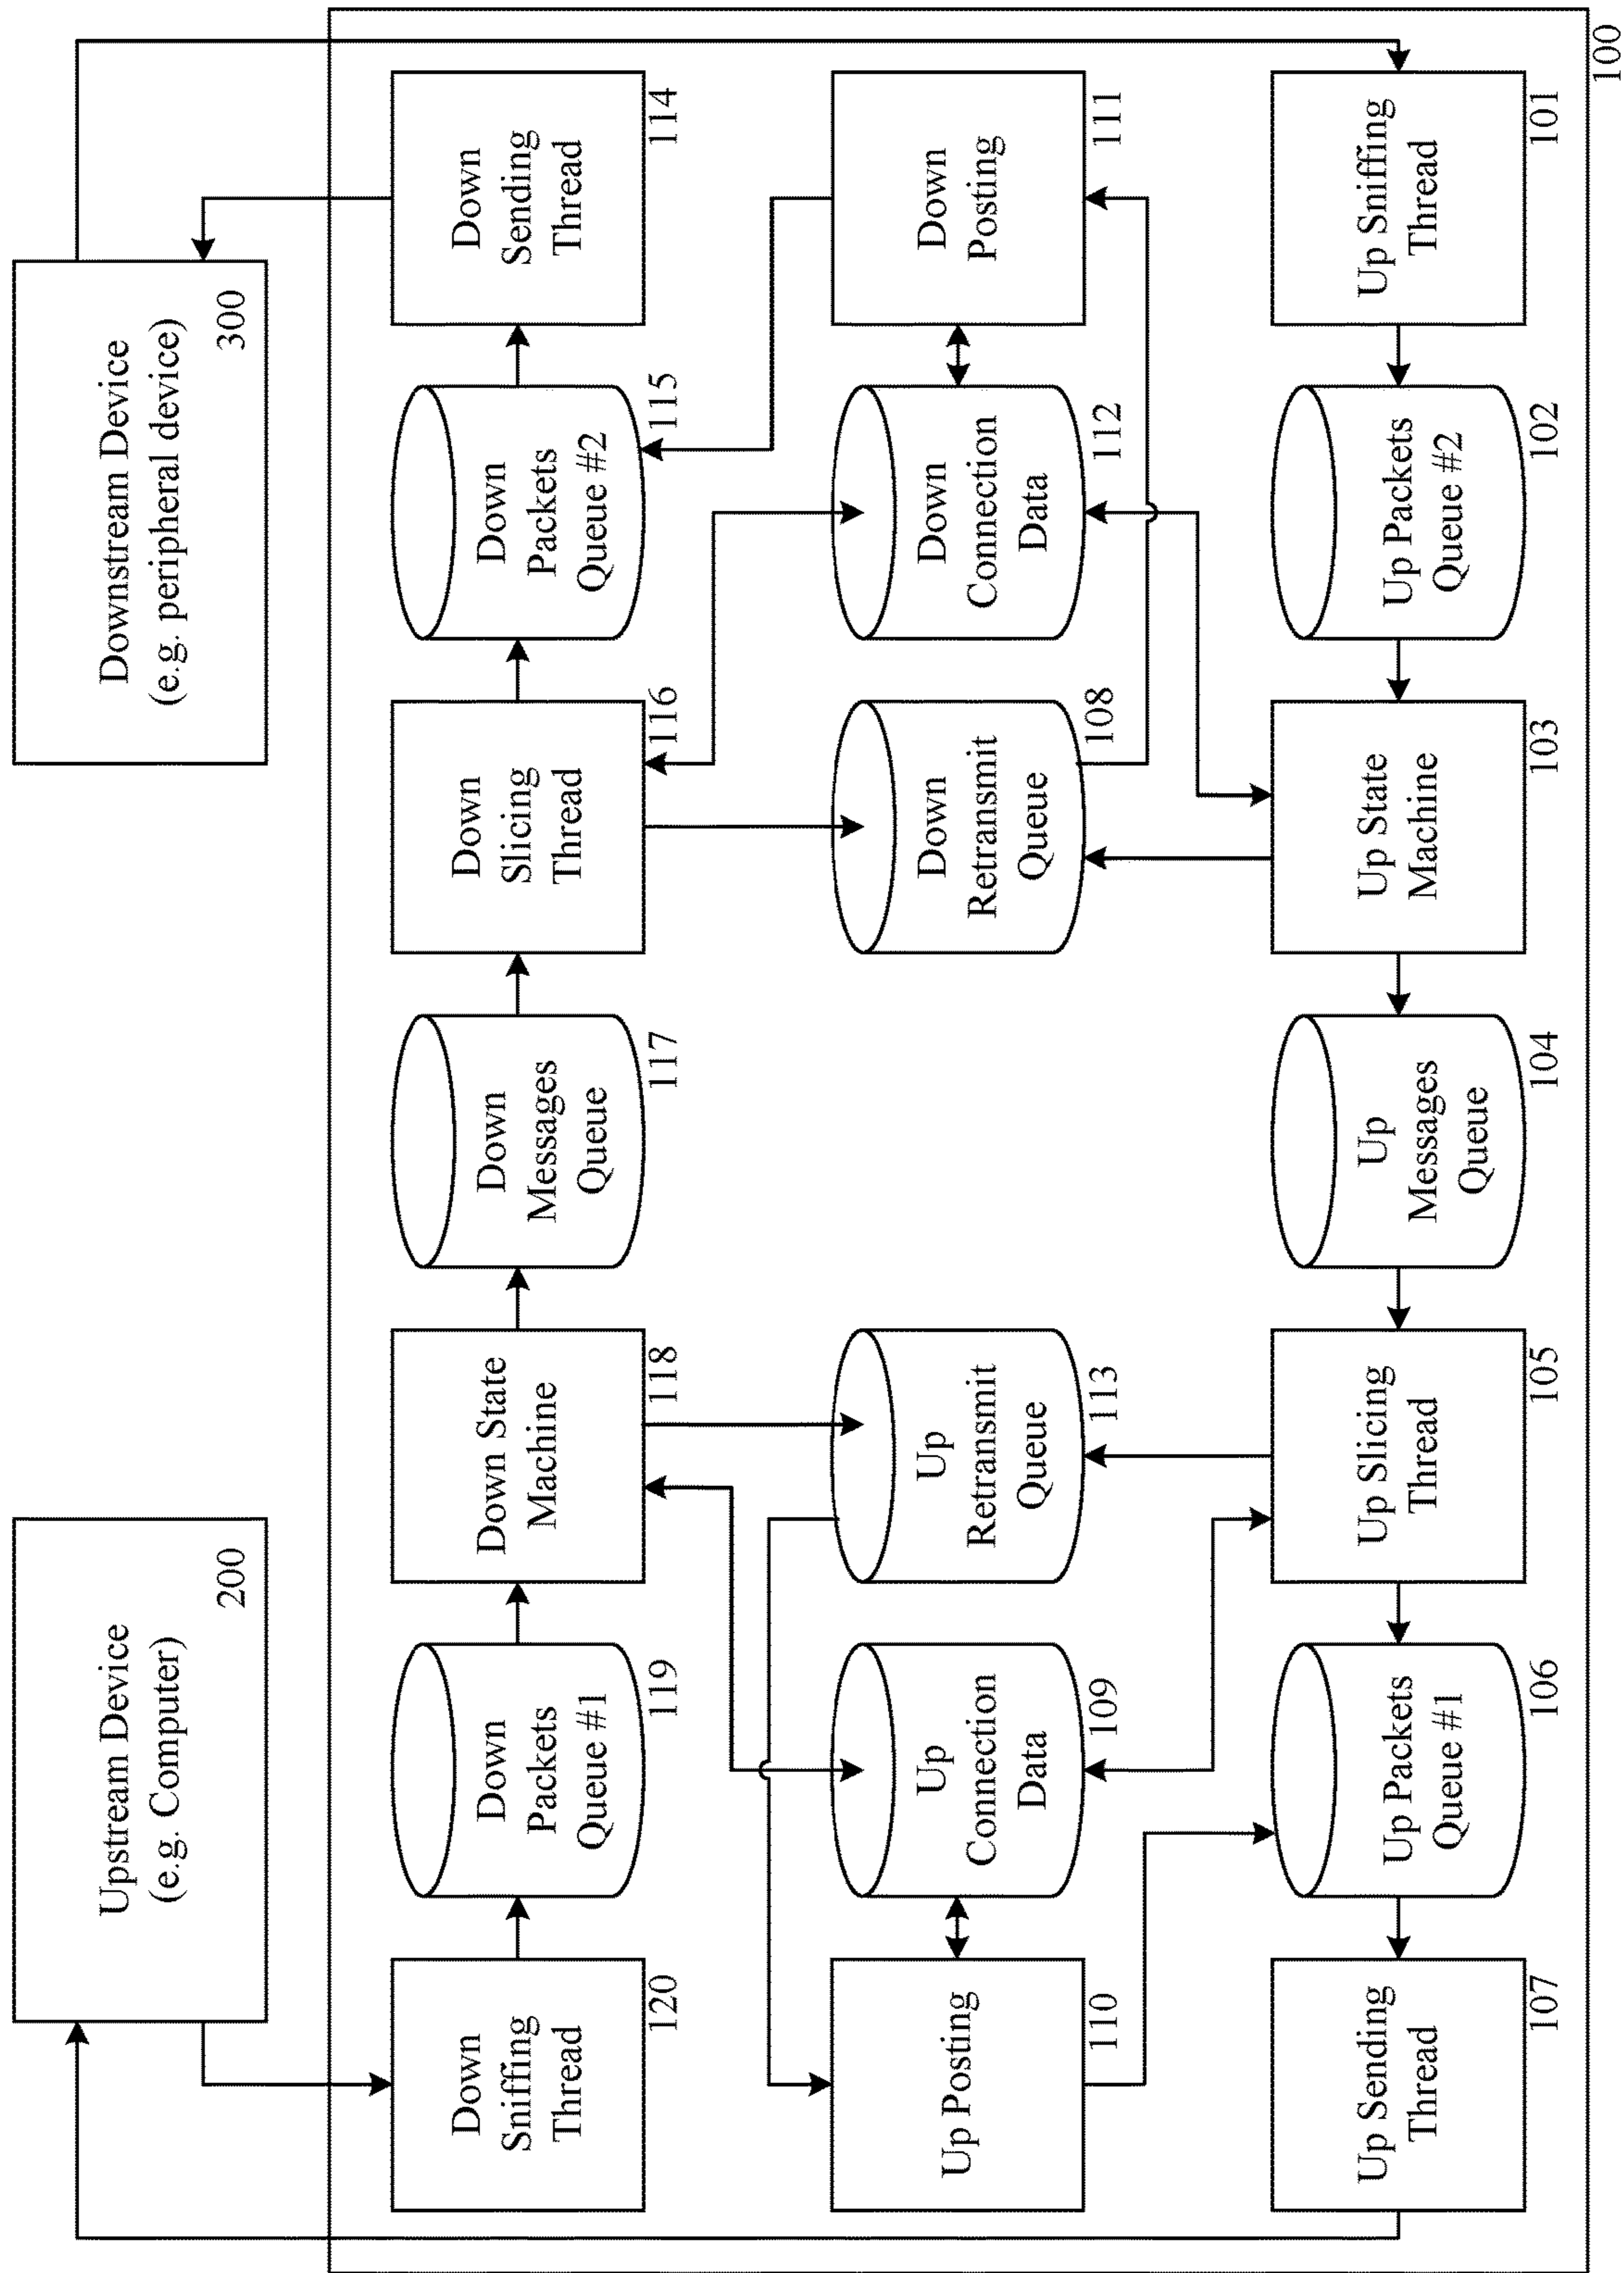 Upstream Device
(e.g. Computer)
200
Downstream Device
(e.g. peripheral device)
300
Down
Sniffing
Thread
120
Down
Packets
Queue #1
119
Down State
Machine
118
Down
Messages
Queue
117
Down
Slicing
Thread
116
Down
Packets
Queue #2
115
Down
Sending
Thread
114
Up Posting
110
Up
Connection
Data
109
Up
Retransmit
Queue
113
Down
Retransmit
Queue
108
Down
Connection
Data
112
Down
Posting
111
Up Sending
Thread
107
Up Packets
Queue #1
106
Up Slicing
Thread
105
Up
Messages
Queue
104
Up State
Machine
103
Up Packets
Queue #2
102
Up Sniffing
Thread
101
100